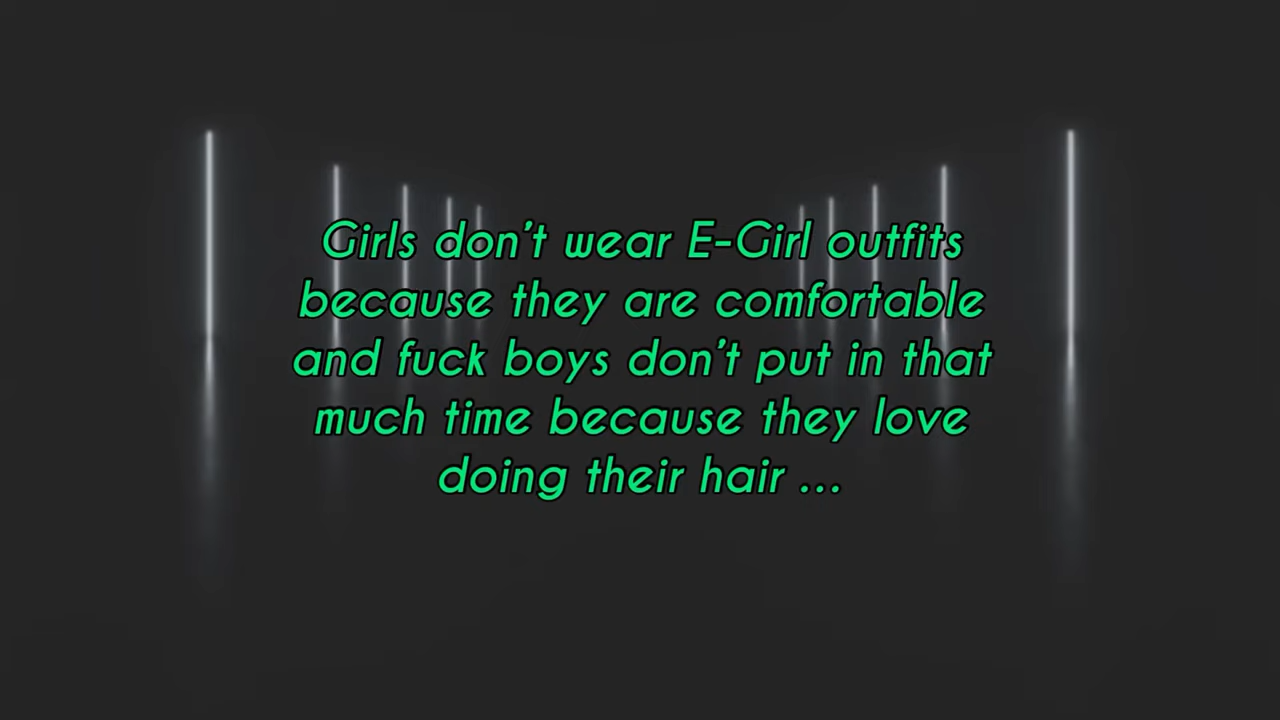 Girls don't wear E-Girl outfits
because they are comfortable
and fuck boys don't put in that
much time because they love
doing their hair ...